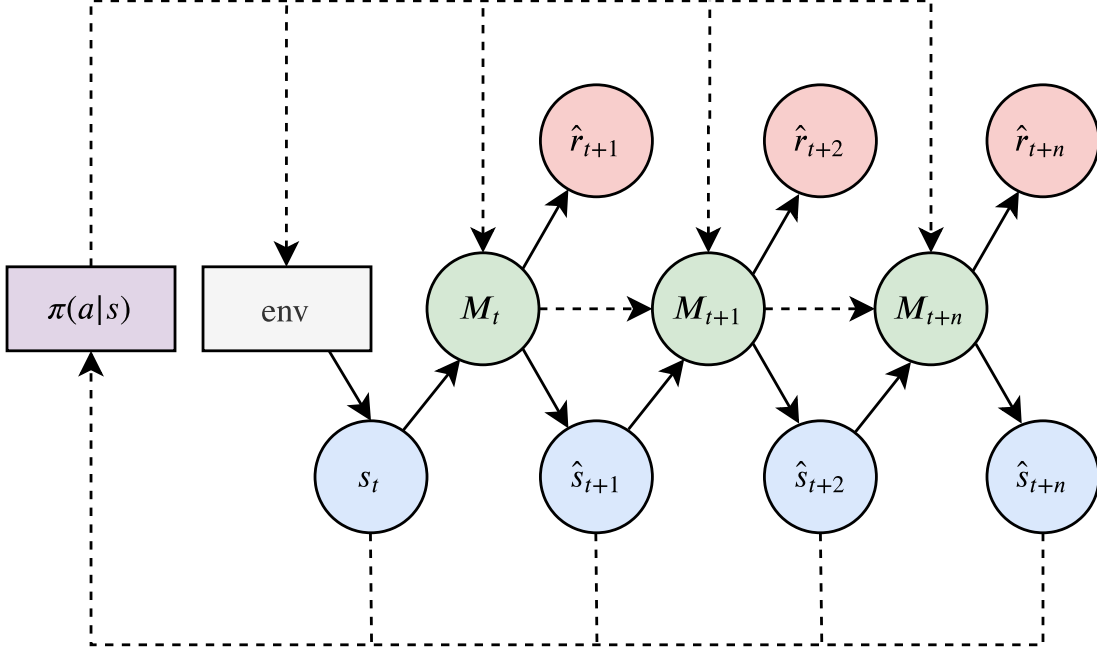 r̂ₜ₊₁ r̂ₜ₊₂ r̂ₜ₊ₙ
π(a|s) env Mₜ Mₜ₊₁ Mₜ₊ₙ
sₜ ŝₜ₊₁ ŝₜ₊₂ ŝₜ₊ₙ